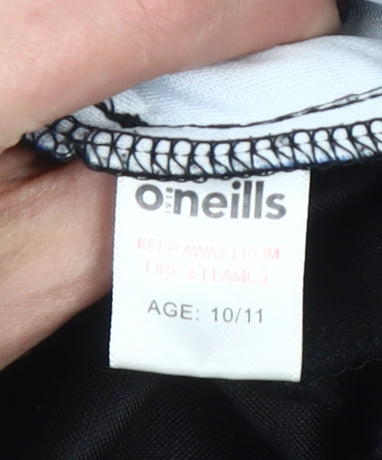 o'neills
KEEP AWAY FROM
FIRE & FLAMES
AGE: 10/11